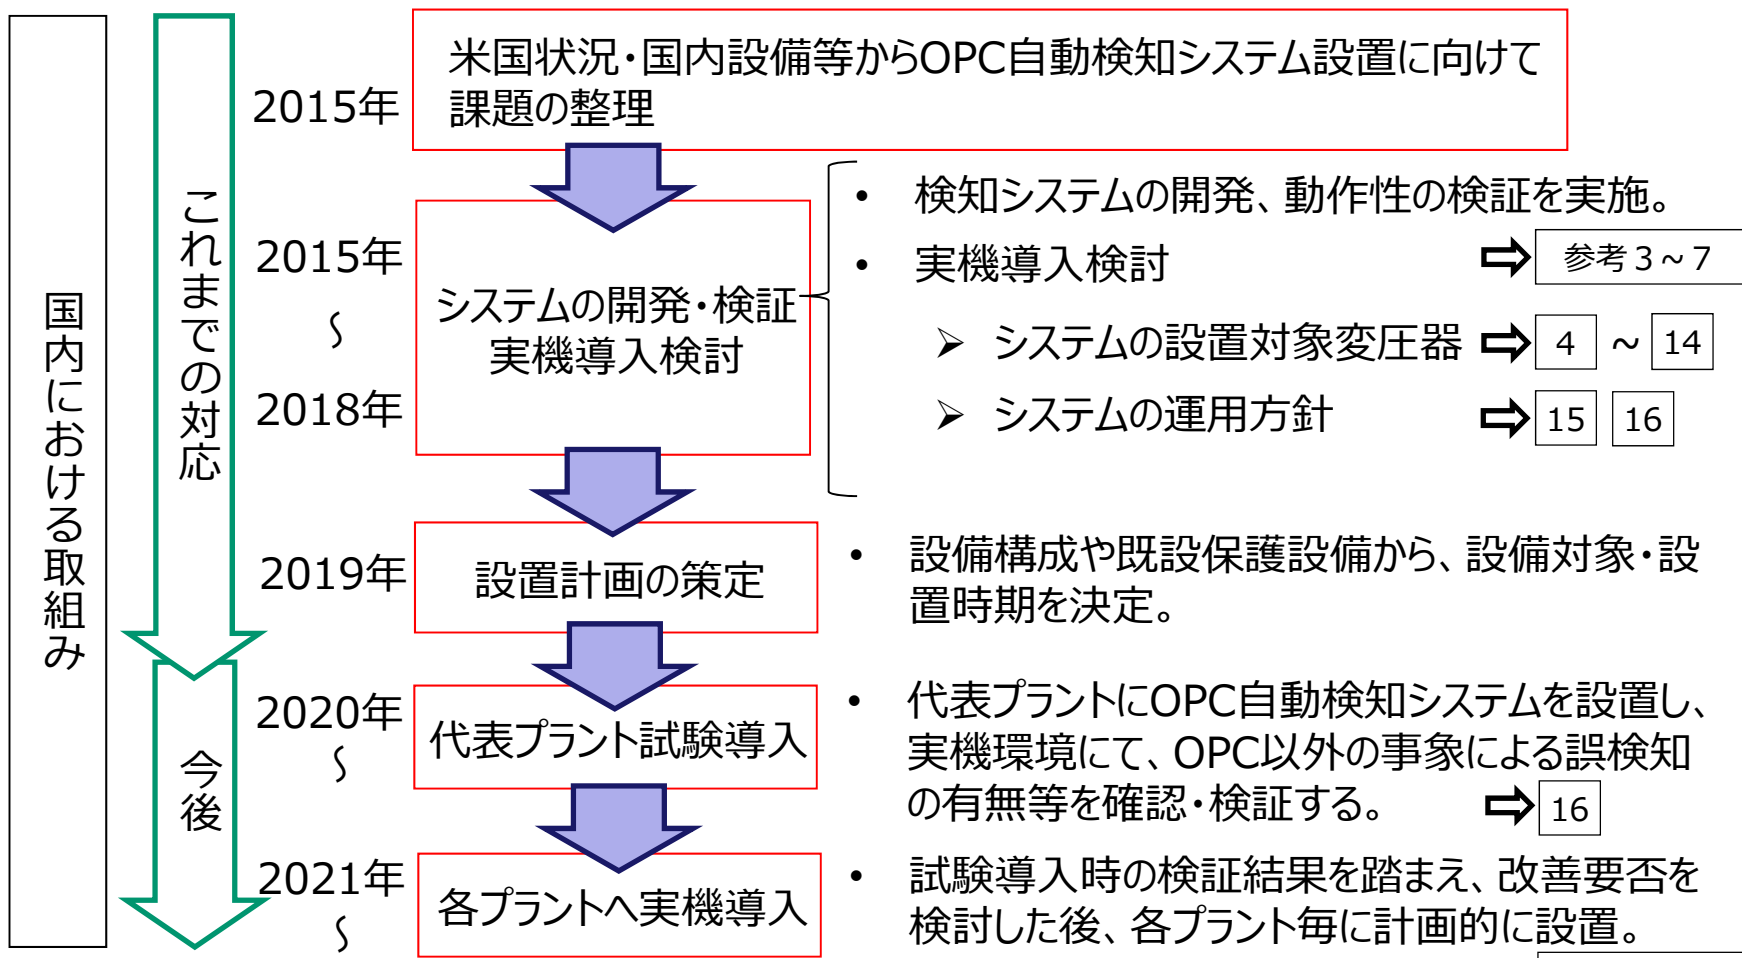 国内における取組み
これまでの対応
今後
2015年
米国状況・国内設備等からOPC自動検知システム設置に向けて
課題の整理
2015年
～
2018年
システムの開発・検証
実機導入検討
• 検知システムの開発、動作性の検証を実施。
• 実機導入検討 ⇨ 参考３～７
➢ システムの設置対象変圧器 ⇨ 4 ～ 14
➢ システムの運用方針 ⇨ 15 16
2019年
設置計画の策定
• 設備構成や既設保護設備から、設備対象・設
置時期を決定。
2020年
～
代表プラント試験導入
• 代表プラントにOPC自動検知システムを設置し、
実機環境にて、OPC以外の事象による誤検知
の有無等を確認・検証する。 ⇨ 16
2021年
～
各プラントへ実機導入
• 試験導入時の検証結果を踏まえ、改善要否を
検討した後、各プラント毎に計画的に設置。